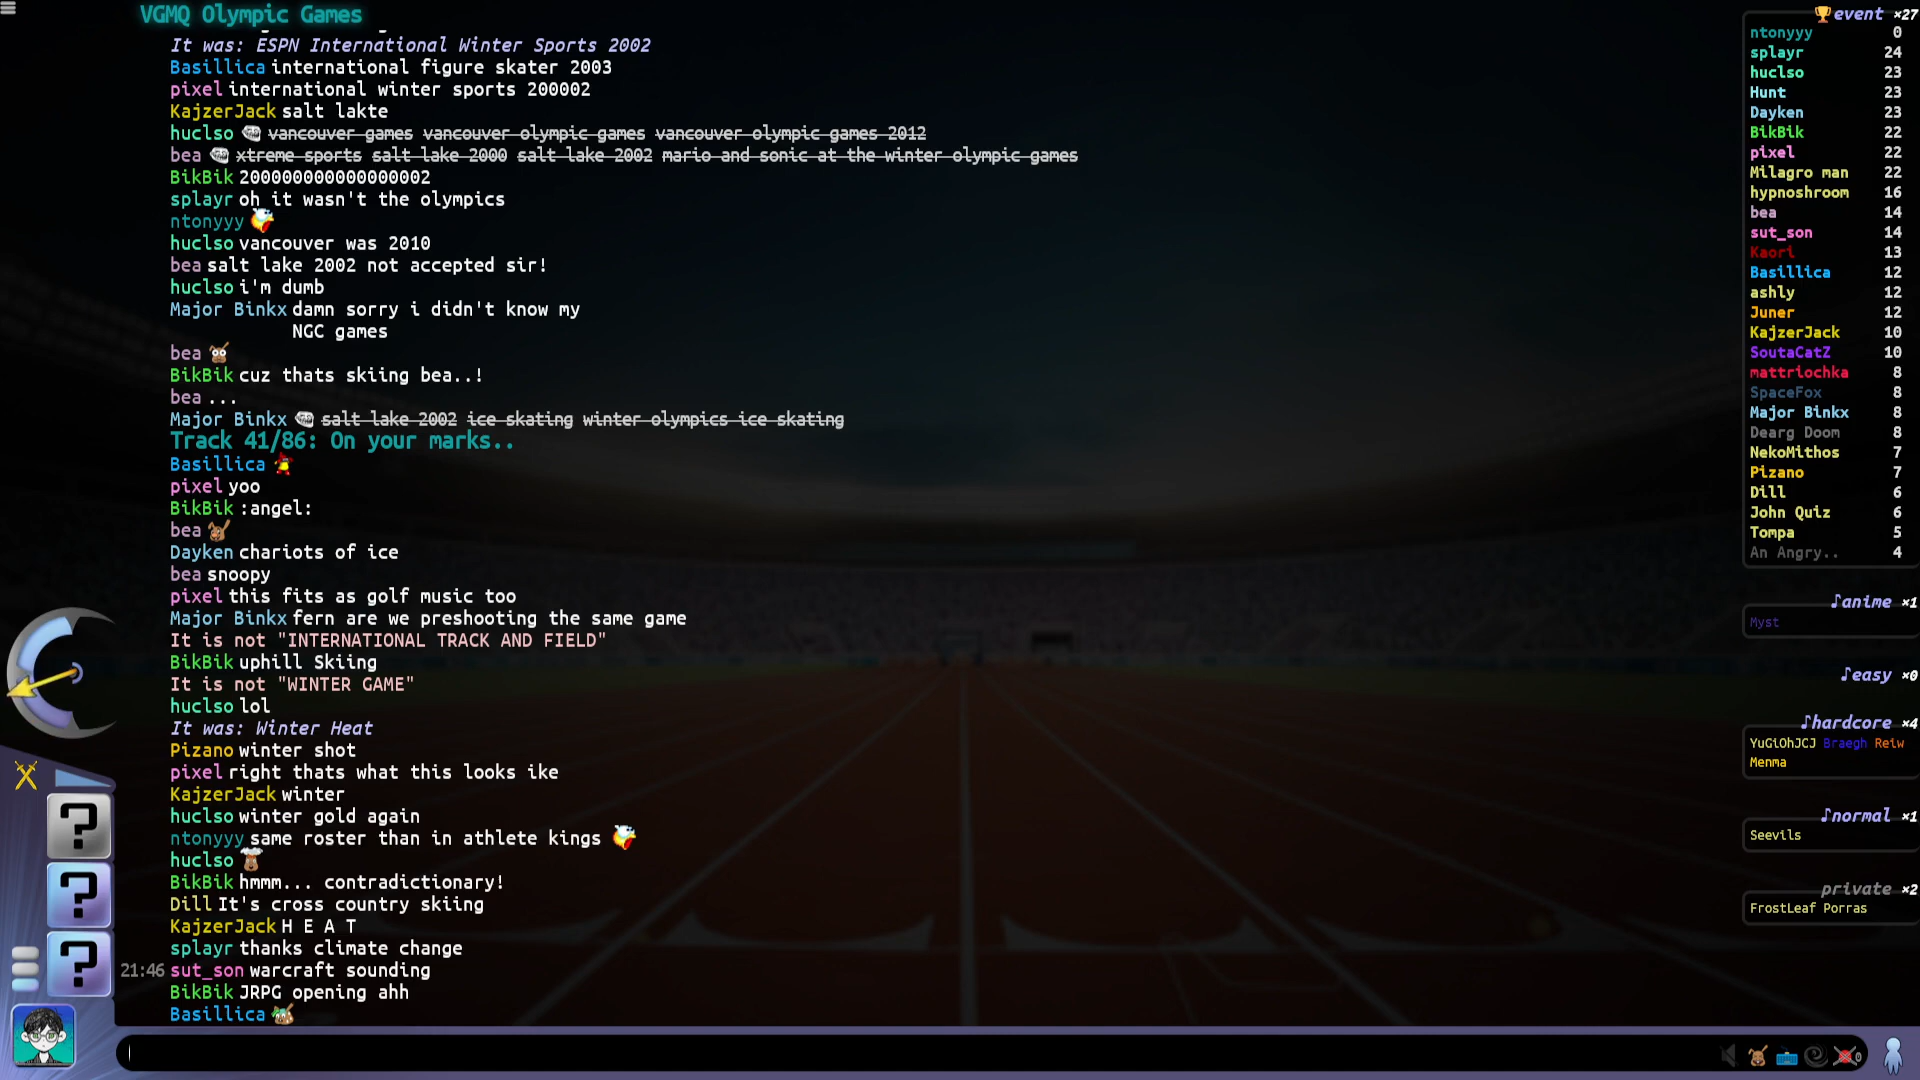 VGMQ Olympic Games
It was: ESPN International Winter Sports 2002
Basillica international figure skater 2003
pixel international winter sports 200002
KajzerJack salt lakte
huclso vancouver games vancouver olympic games vancouver olympic games 2012
bea xtreme sports salt lake 2000 salt lake 2002 mario and sonic at the winter olympic games
BikBik 200000000000000002
splayr oh it wasn't the olympics
ntonyyy
huclso vancouver was 2010
bea salt lake 2002 not accepted sir!
huclso i'm dumb
Major Binkx damn sorry i didn't know my
NGC games
bea
BikBik cuz thats skiing bea..!
bea ...
Major Binkx salt lake 2002 ice skating winter olympics ice skating
Track 41/86: On your marks..
Basillica
pixel yoo
BikBik :angel:
bea
Dayken chariots of ice
bea snoopy
pixel this fits as golf music too
Major Binkx fern are we preshooting the same game
It is not "INTERNATIONAL TRACK AND FIELD"
BikBik uphill Skiing
It is not "WINTER GAME"
huclso lol
It was: Winter Heat
Pizano winter shot
pixel right thats what this looks ike
KajzerJack winter
huclso winter gold again
ntonyyy same roster than in athlete kings
huclso
BikBik hmmm... contradictionary!
Dill It's cross country skiing
KajzerJack H E A T
splayr thanks climate change
21:46 sut_son warcraft sounding
BikBik JRPG opening ahh
Basillica
?
?
?
event ×27
ntonyyy 0
splayr 24
huclso 23
Hunt 23
Dayken 23
BikBik 22
pixel 22
Milagro man 22
hypnoshroom 16
bea 14
sut_son 14
Kaori 13
Basillica 12
ashly 12
Juner 12
KajzerJack 10
SoutaCatZ 10
mattriochka 8
SpaceFox 8
Major Binkx 8
Dearg Doom 8
NekoMithos 7
Pizano 7
Dill 6
John Quiz 6
Tompa 5
An Angry.. 4
♪anime ×1
Myst
♪easy ×0
♪hardcore ×4
YuGiOhJCJ Braegh Reiw
Menma
♪normal ×1
Seevils
private ×2
FrostLeaf Porras
0